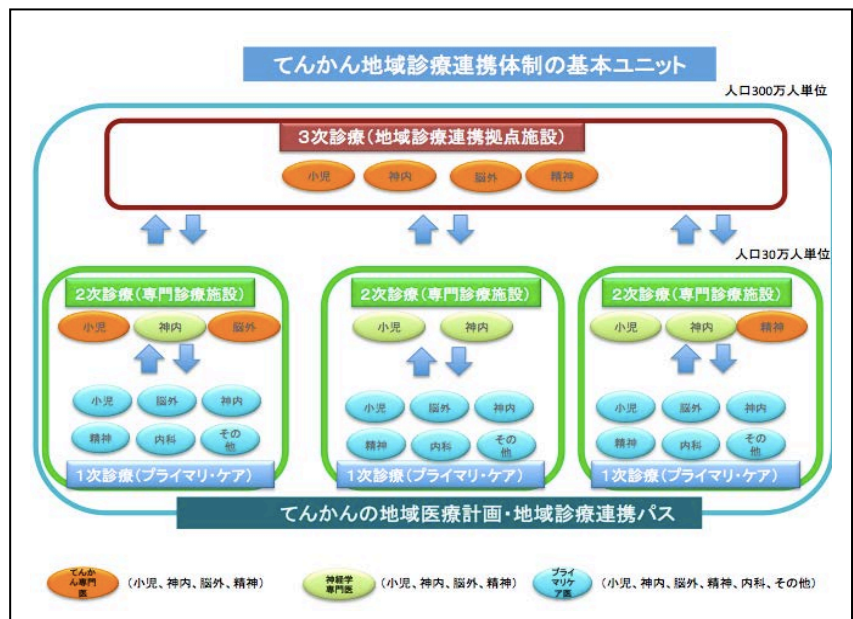 てんかん地域診療連携体制の基本ユニット
人口300万人単位
3次診療(地域診療連携拠点施設)
小児 神内 脳外 精神
人口30万人単位
2次診療(専門診療施設)
小児 神内 脳外
小児 脳外 神内
精神 内科 その
他
1次診療(プライマリ・ケア)
2次診療(専門診療施設)
小児 神内
小児 脳外 神内
精神 内科 その
他
1次診療(プライマリ・ケア)
2次診療(専門診療施設)
小児 神内 精神
小児 脳外 神内
精神 内科 その
他
1次診療(プライマリ・ケア)
てんかんの地域医療計画・地域診療連携パス
てんか
ん専門
医
(小児、神内、脳外、精神)
神経学
専門医
(小児、神内、脳外、精神)
プライ
マリケ
ア医
(小児、神内、脳外、精神、内科、その他)